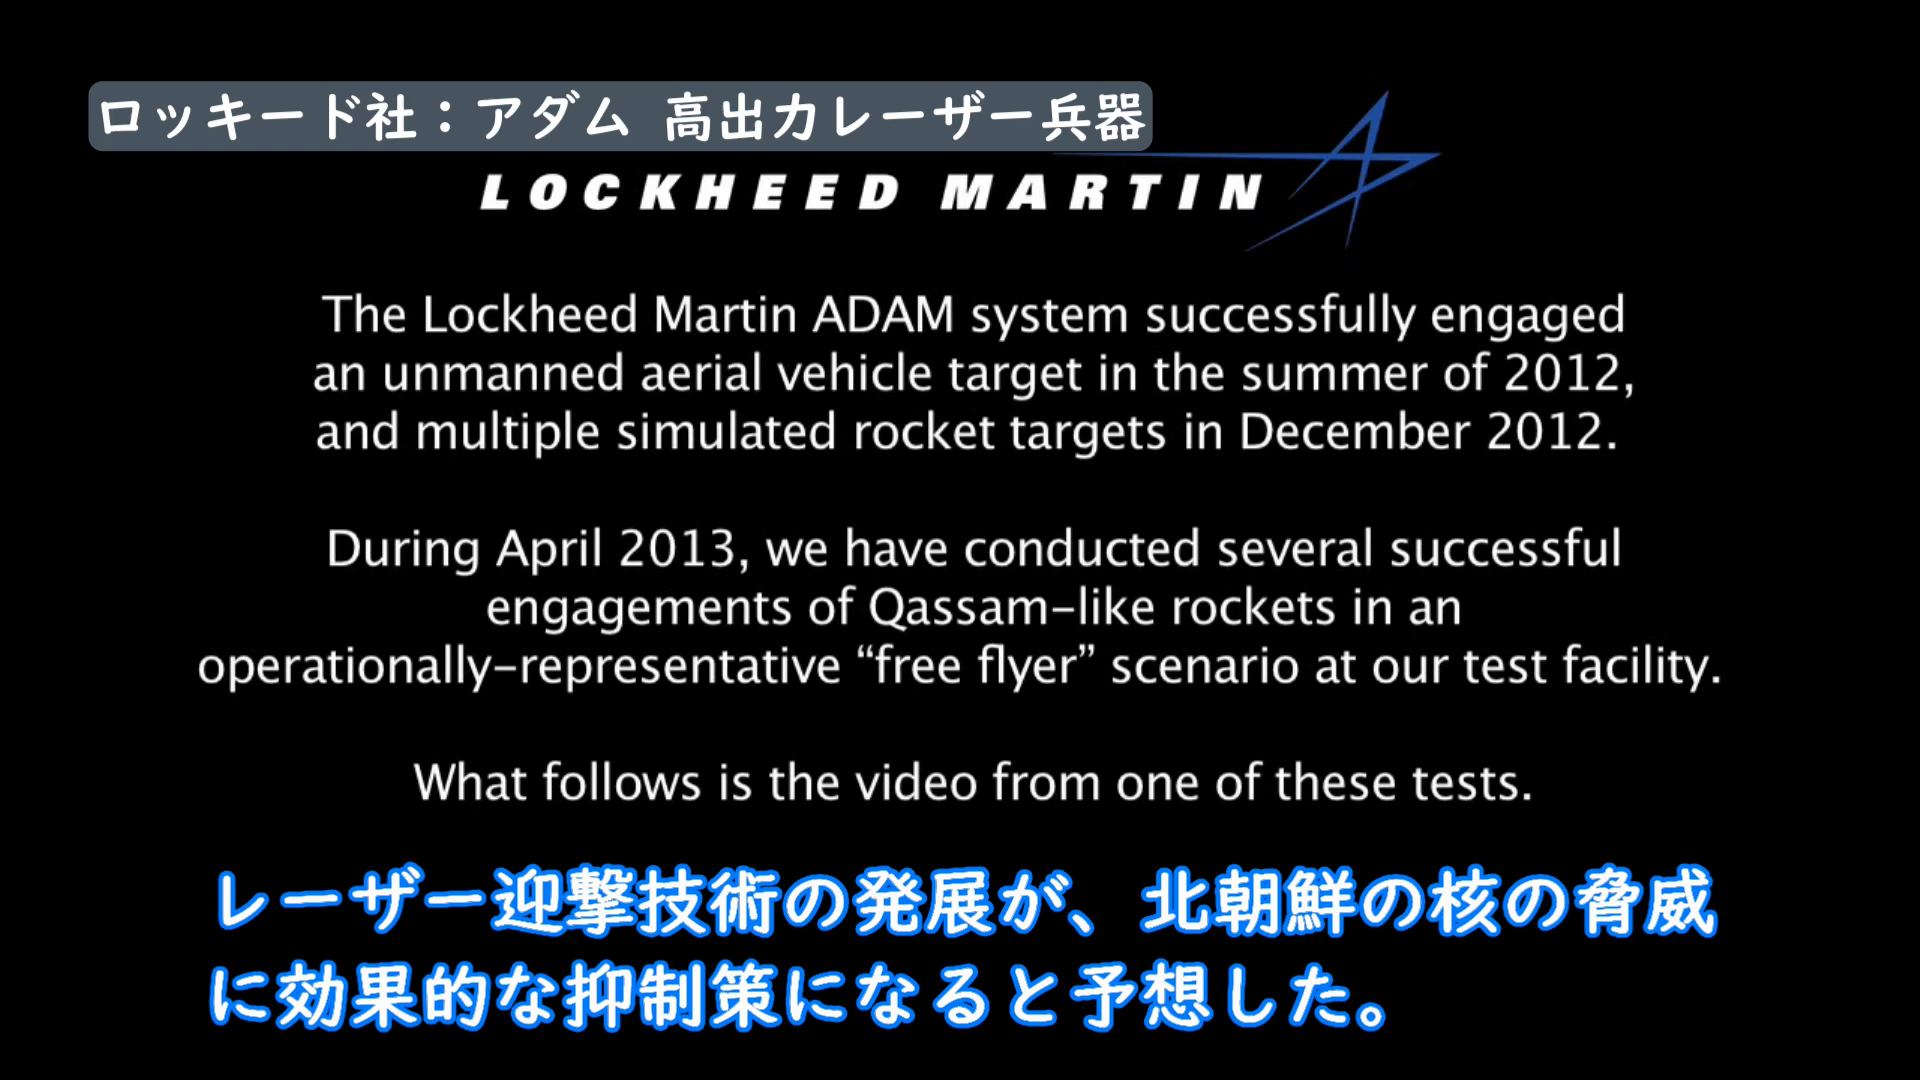 ロッキード社：アダム 高出力レーザー兵器
LOCKHEED MARTIN
The Lockheed Martin ADAM system successfully engaged
an unmanned aerial vehicle target in the summer of 2012,
and multiple simulated rocket targets in December 2012.
During April 2013, we have conducted several successful
engagements of Qassam-like rockets in an
operationally-representative “free flyer” scenario at our test facility.
What follows is the video from one of these tests.
レーザー迎撃技術の発展が、北朝鮮の核の脅威
に効果的な抑制策になると予想した。